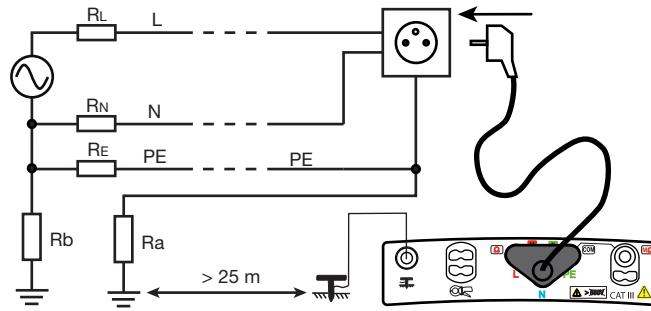 RL L
RN N
RE PE PE
Rb Ra
> 25 m
COM
L PE
N
CAT III